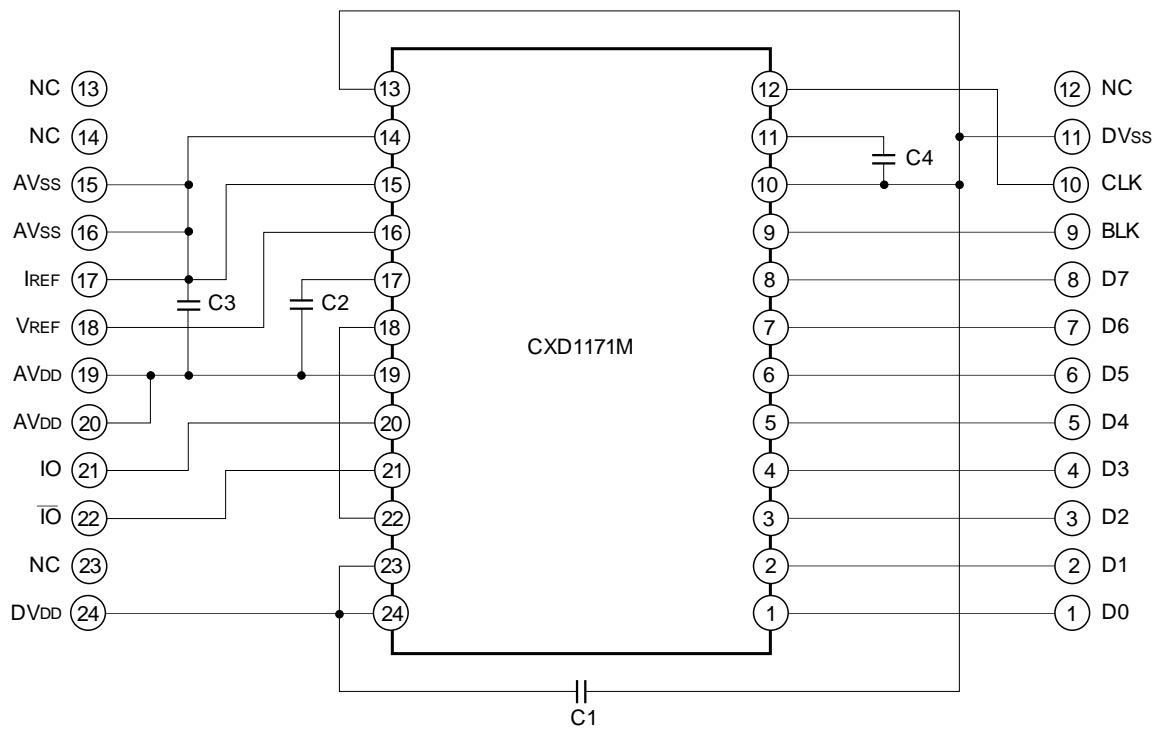 NC 13 13 12 12 NC
NC 14 14 11 11 DVSS
C4
AVSS 15 15 10 10 CLK
AVSS 16 16 9 9 BLK
IREF 17 17 8 8 D7
C3 C2
VREF 18 18 7 7 D6
CXD1171M
AVDD 19 19 6 6 D5
AVDD 20 20 5 5 D4
IO 21 21 4 4 D3
I̅O̅ 22 22 3 3 D2
NC 23 23 2 2 D1
DVDD 24 24 1 1 D0
C1